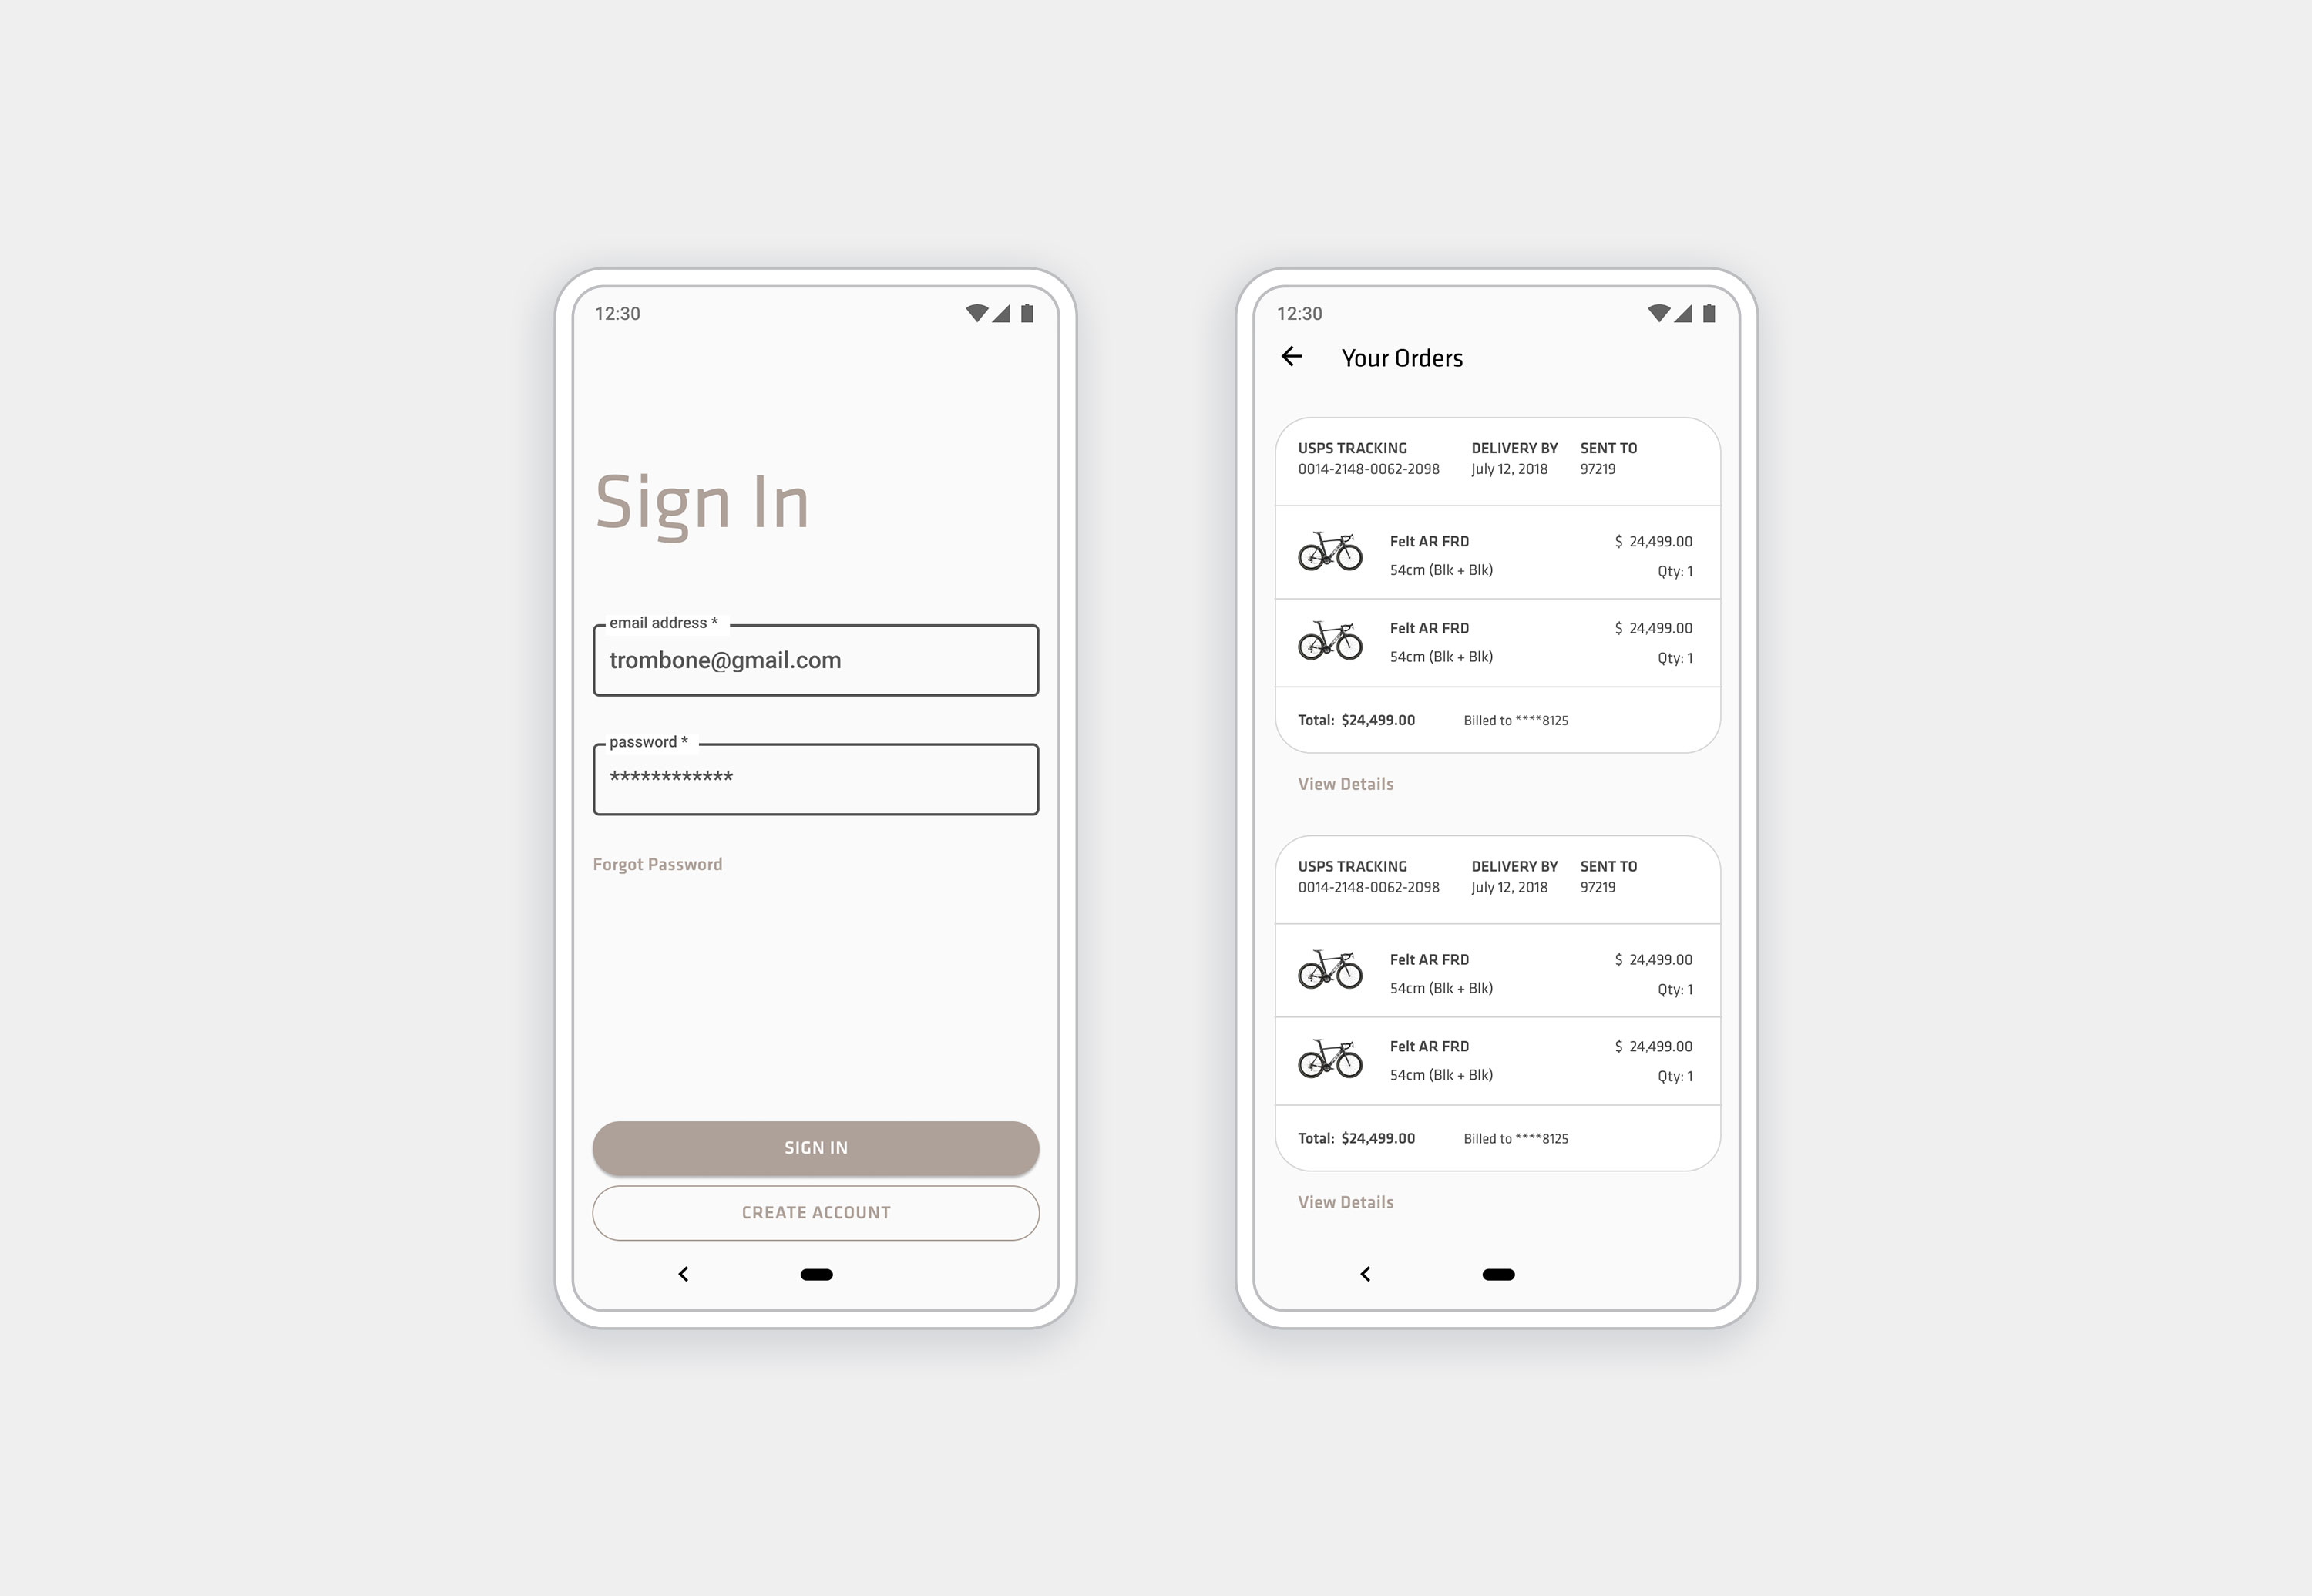 12:30
Sign In
email address *
trombone@gmail.com
password *
************
Forgot Password
SIGN IN
CREATE ACCOUNT
12:30
Your Orders
USPS TRACKING DELIVERY BY SENT TO
0014-2148-0062-2098 July 12, 2018 97219
Felt AR FRD $ 24,499.00
54cm (Blk + Blk) Qty: 1
Felt AR FRD $ 24,499.00
54cm (Blk + Blk) Qty: 1
Total: $24,499.00 Billed to ****8125
View Details
USPS TRACKING DELIVERY BY SENT TO
0014-2148-0062-2098 July 12, 2018 97219
Felt AR FRD $ 24,499.00
54cm (Blk + Blk) Qty: 1
Felt AR FRD $ 24,499.00
54cm (Blk + Blk) Qty: 1
Total: $24,499.00 Billed to ****8125
View Details